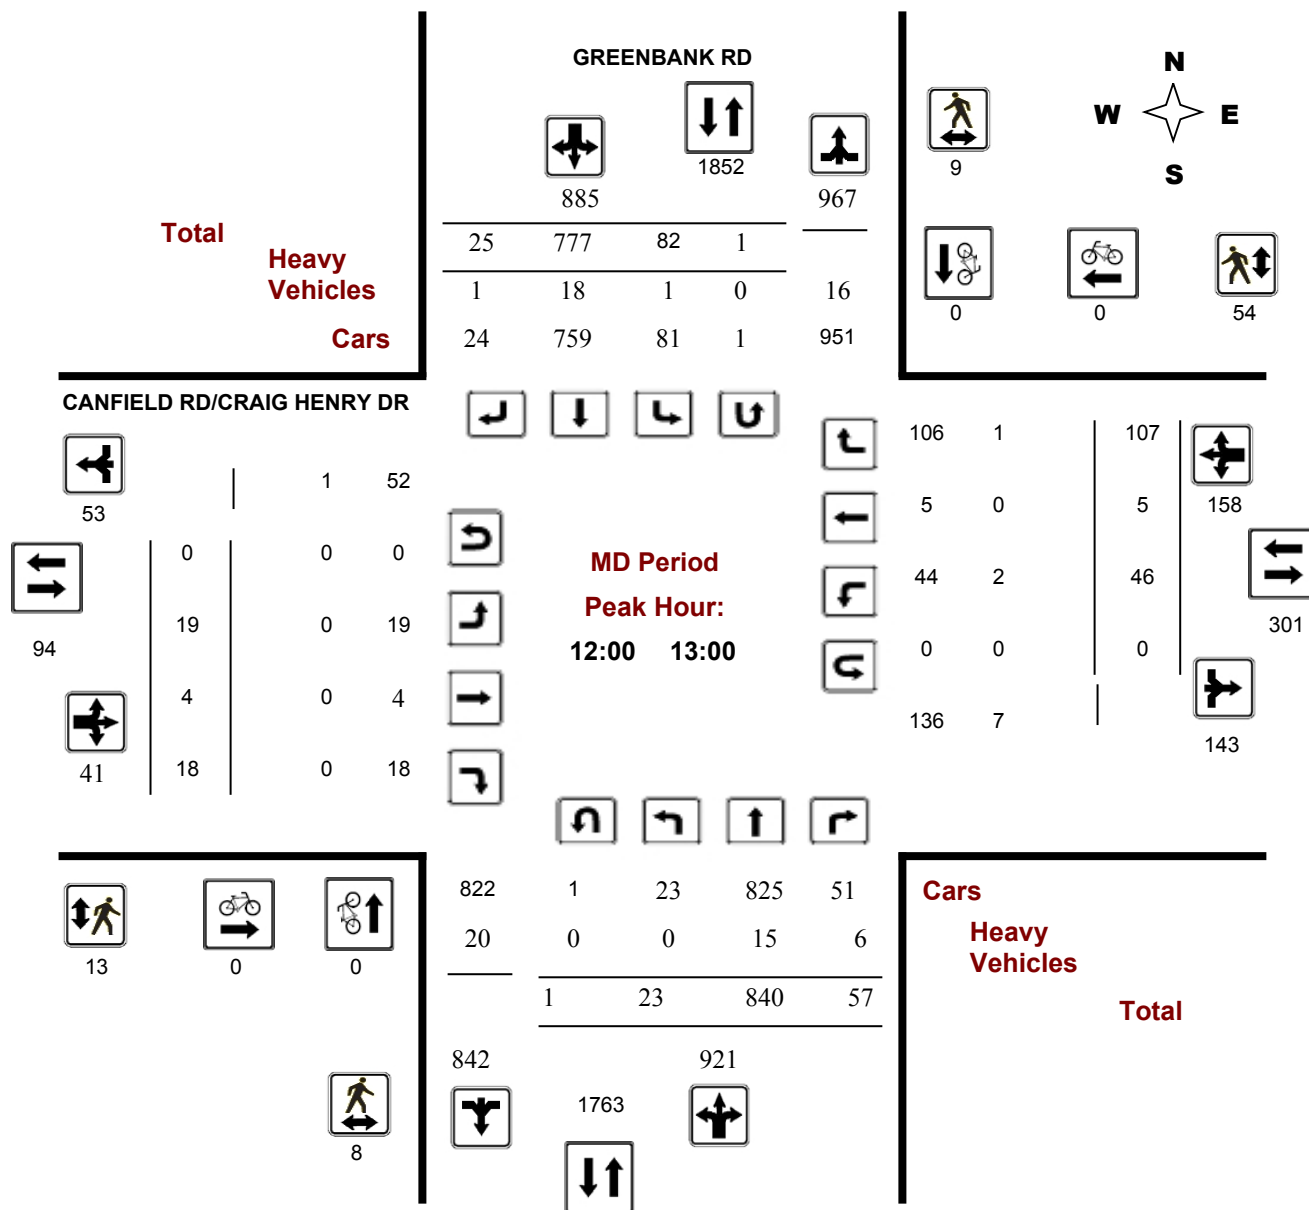 GREENBANK RD
N
W E
S
1852
9
885 967
Total 25 777 82 1
Heavy
Vehicles 1 18 1 0 16
0 0 54
Cars 24 759 81 1 951
CANFIELD RD/CRAIG HENRY DR
106 1 107
1 52
53
5 0 5 158
0 0 0
MD Period
44 2 46
Peak Hour:
19 0 19 301
94 12:00 13:00 0 0 0
4 0 4
136 7
143
41 18 0 18
822 1 23 825 51 Cars
20 0 0 15 6 Heavy
Vehicles
13 0 0
1 23 840 57 Total
842 921
1763
8